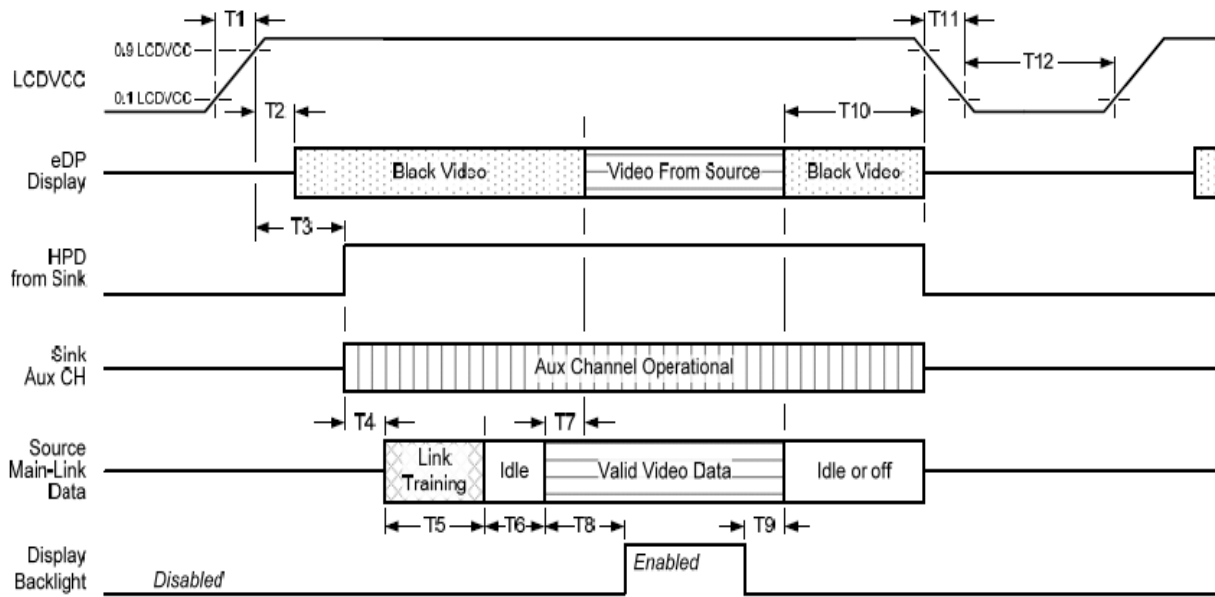 T1
T11
0.9 LCDVCC
LCDVCC
T12
0.1 LCDVCC
T2
T10
eDP
Display
Black Video
Video From Source
Black Video
T3
HPD
from Sink
Sink
Aux CH
Aux Channel Operational
T4
T7
Source
Main-Link
Data
Link
Training
Idle
Valid Video Data
Idle or off
T5
T6
T8
T9
Display
Backlight
Disabled
Enabled